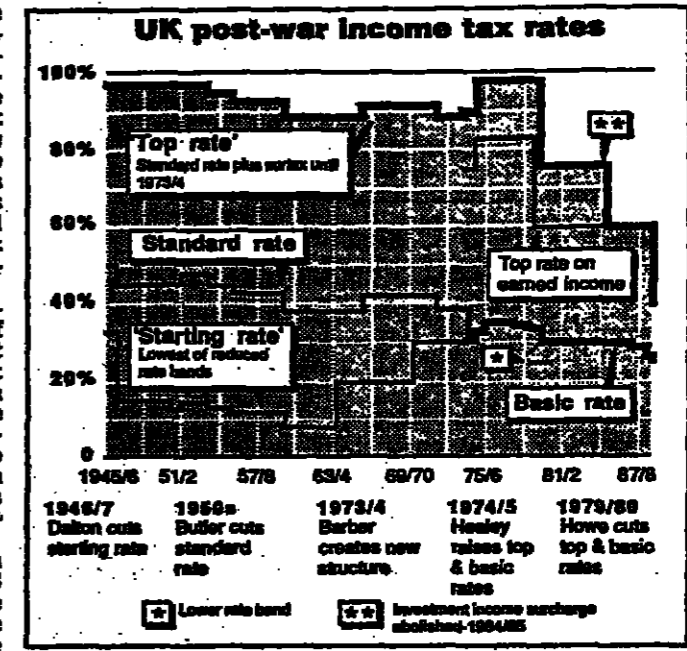 UK post-war income tax rates
100%
80%
60%
40%
20%
0
'Top rate'
Standard rate plus surtax until
1973/4
Standard rate
'Starting rate'
Lowest of reduced
rate bands
**
Top rate on
earned income
*
Basic rate
1945/6 51/2 57/8 63/4 69/70 75/6 81/2 87/8
1946/7
Dalton cuts
starting rate
1950s
Butler cuts
standard
rate
1973/4
Barber
creates new
structure
1974/5
Healey
raises top
& basic
rates
1979/80
Howe cuts
top & basic
rates
* Lower rate band
** Investment income surcharge
abolished 1984/85